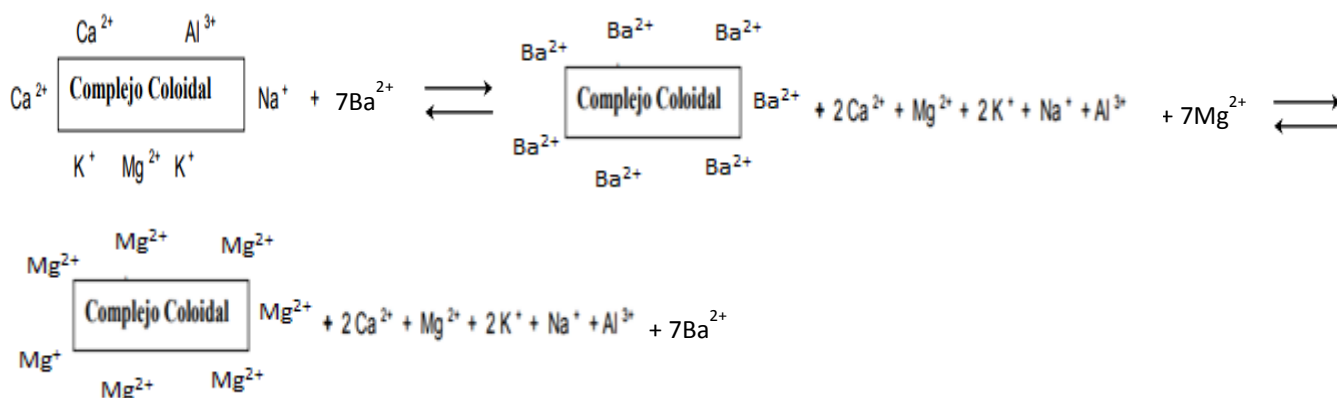 Ca²⁺ Al³⁺ Ba²⁺ Ba²⁺ Ba²⁺
Ca²⁺ Complejo Coloidal Na⁺ + 7Ba²⁺ ⇌ Complejo Coloidal Ba²⁺ + 2 Ca²⁺ + Mg²⁺ + 2 K⁺ + Na⁺ + Al³⁺ + 7Mg²⁺ ⇌
K⁺ Mg²⁺ K⁺ Ba²⁺ Ba²⁺ Ba²⁺
Mg²⁺ Mg²⁺ Mg²⁺
Complejo Coloidal Mg²⁺ + 2 Ca²⁺ + Mg²⁺ + 2 K⁺ + Na⁺ + Al³⁺ + 7Ba²⁺
Mg⁺ Mg²⁺ Mg²⁺